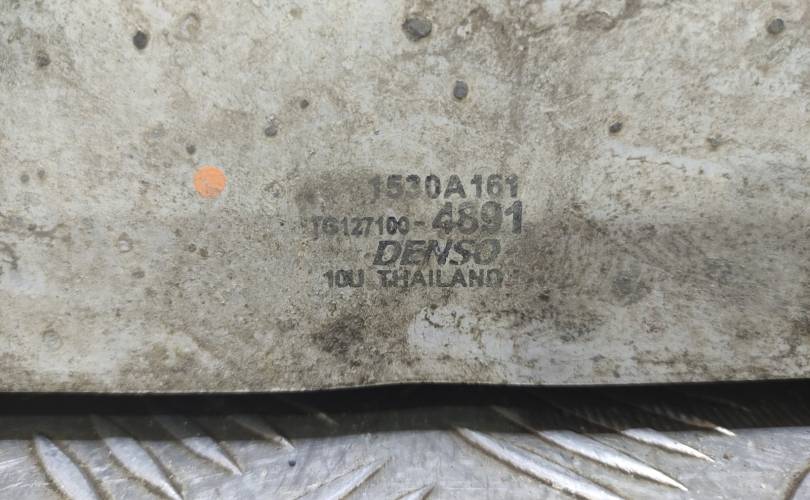 1530A161
TG127100-4891
DENSO
10U THAILAND